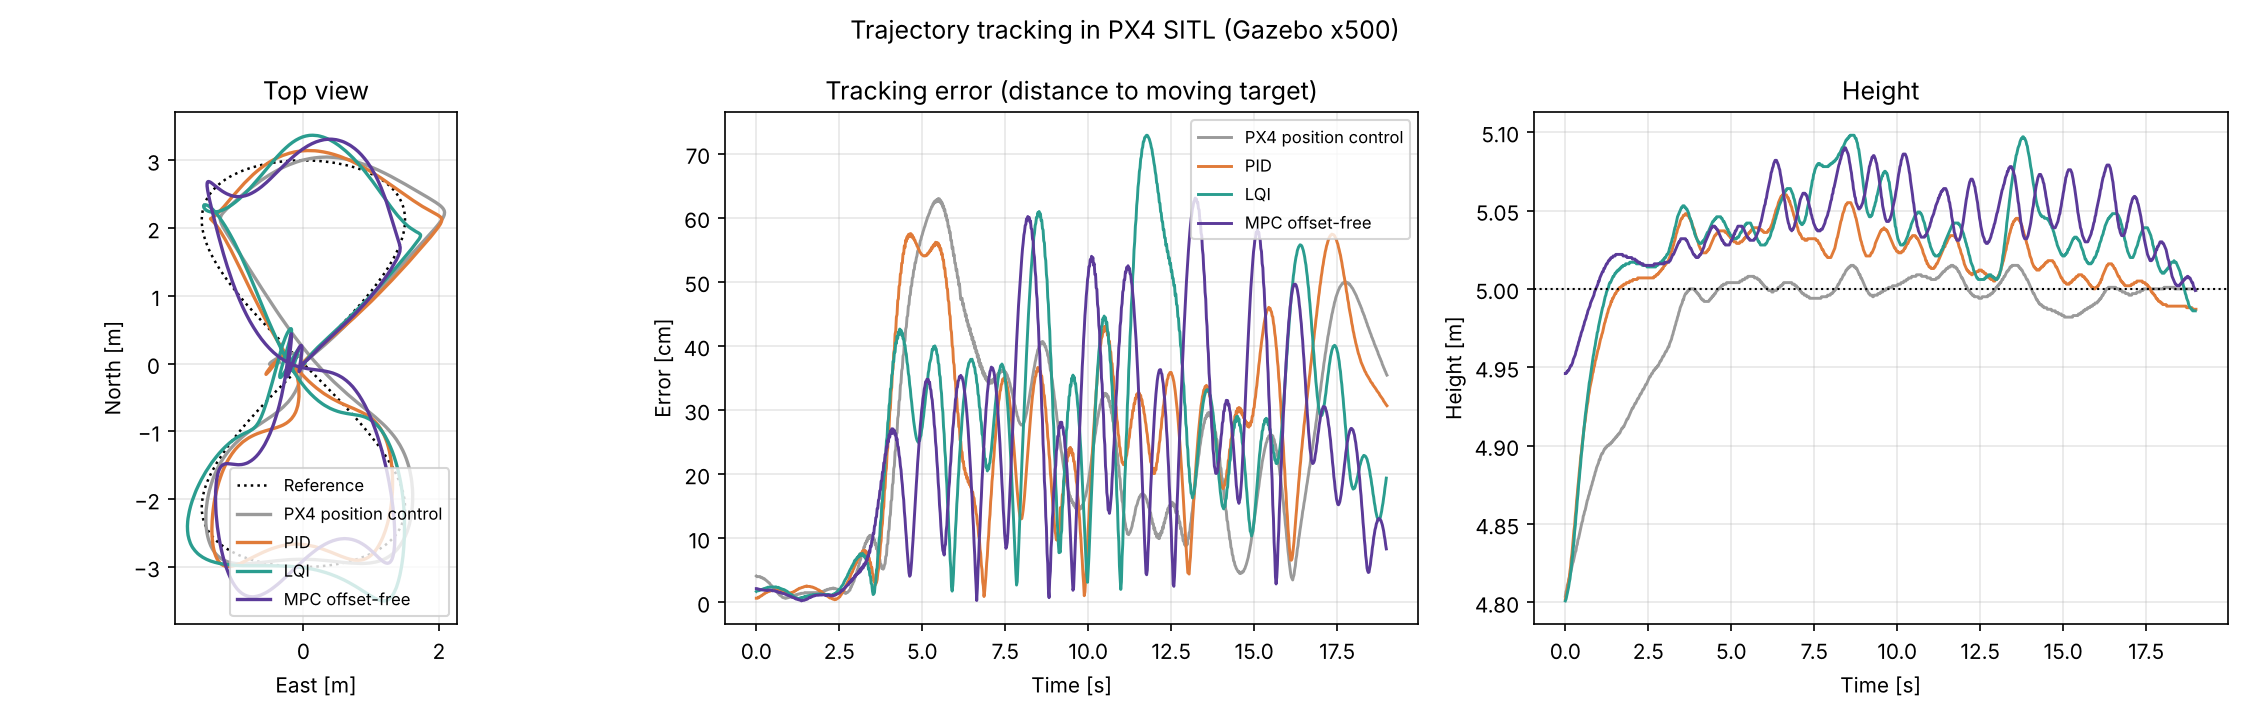 Trajectory tracking in PX4 SITL (Gazebo x500)
Top view
North [m]
3
2
1
0
−1
−2
−3
Reference
PX4 position control
PID
LQI
MPC offset-free
0
2
East [m]
Tracking error (distance to moving target)
Error [cm]
70
60
50
40
30
20
10
0
PX4 position control
PID
LQI
MPC offset-free
0.0
2.5
5.0
7.5
10.0
12.5
15.0
17.5
Time [s]
Height
Height [m]
5.10
5.05
5.00
4.95
4.90
4.85
4.80
0.0
2.5
5.0
7.5
10.0
12.5
15.0
17.5
Time [s]